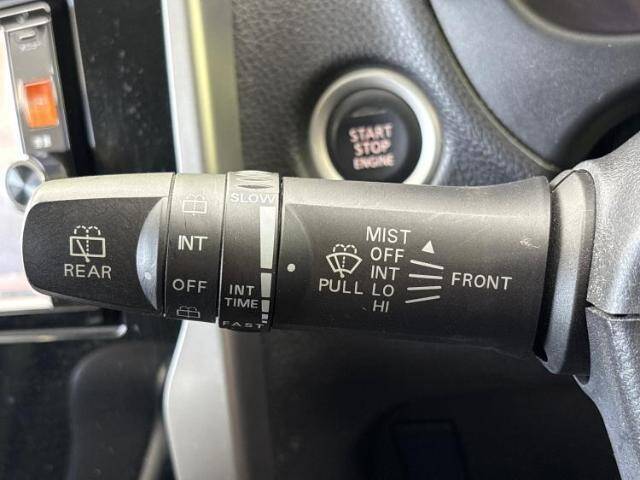 START
STOP
ENGINE
REAR
INT
OFF
SLOW
INT
TIME
FAST
PULL
MIST
OFF
INT
LO
HI
FRONT